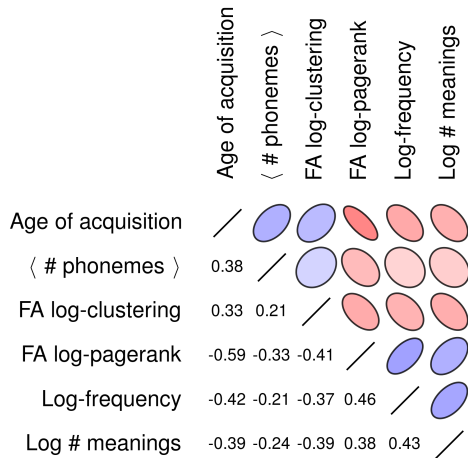 Age of acquisition
⟨ # phonemes ⟩
FA log-clustering
FA log-pagerank
Log-frequency
Log # meanings
Age of acquisition
⟨ # phonemes ⟩ 0.38
FA log-clustering 0.33 0.21
FA log-pagerank -0.59 -0.33 -0.41
Log-frequency -0.42 -0.21 -0.37 0.46
Log # meanings -0.39 -0.24 -0.39 0.38 0.43